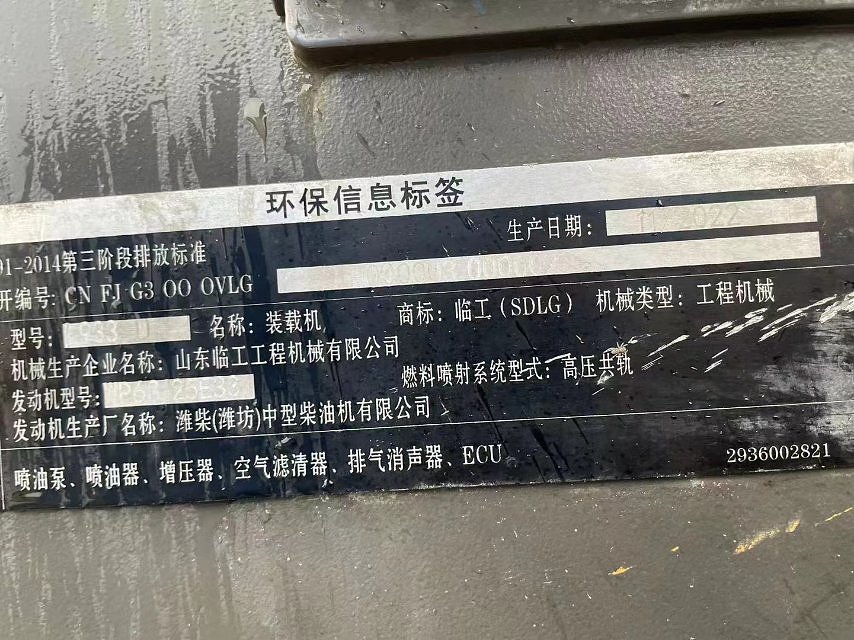 环保信息标签
生产日期:
91-2014第三阶段排放标准
开编号: CN FJ G3 00 0VLG
型号: 名称: 装载机 商标: 临工(SDLG) 机械类型: 工程机械
机械生产企业名称: 山东临工工程机械有限公司
发动机型号: 燃料喷射系统型式: 高压共轨
发动机生产厂名称: 潍柴(潍坊)中型柴油机有限公司
喷油泵、喷油器、增压器、空气滤清器、排气消声器、ECU
2936002821